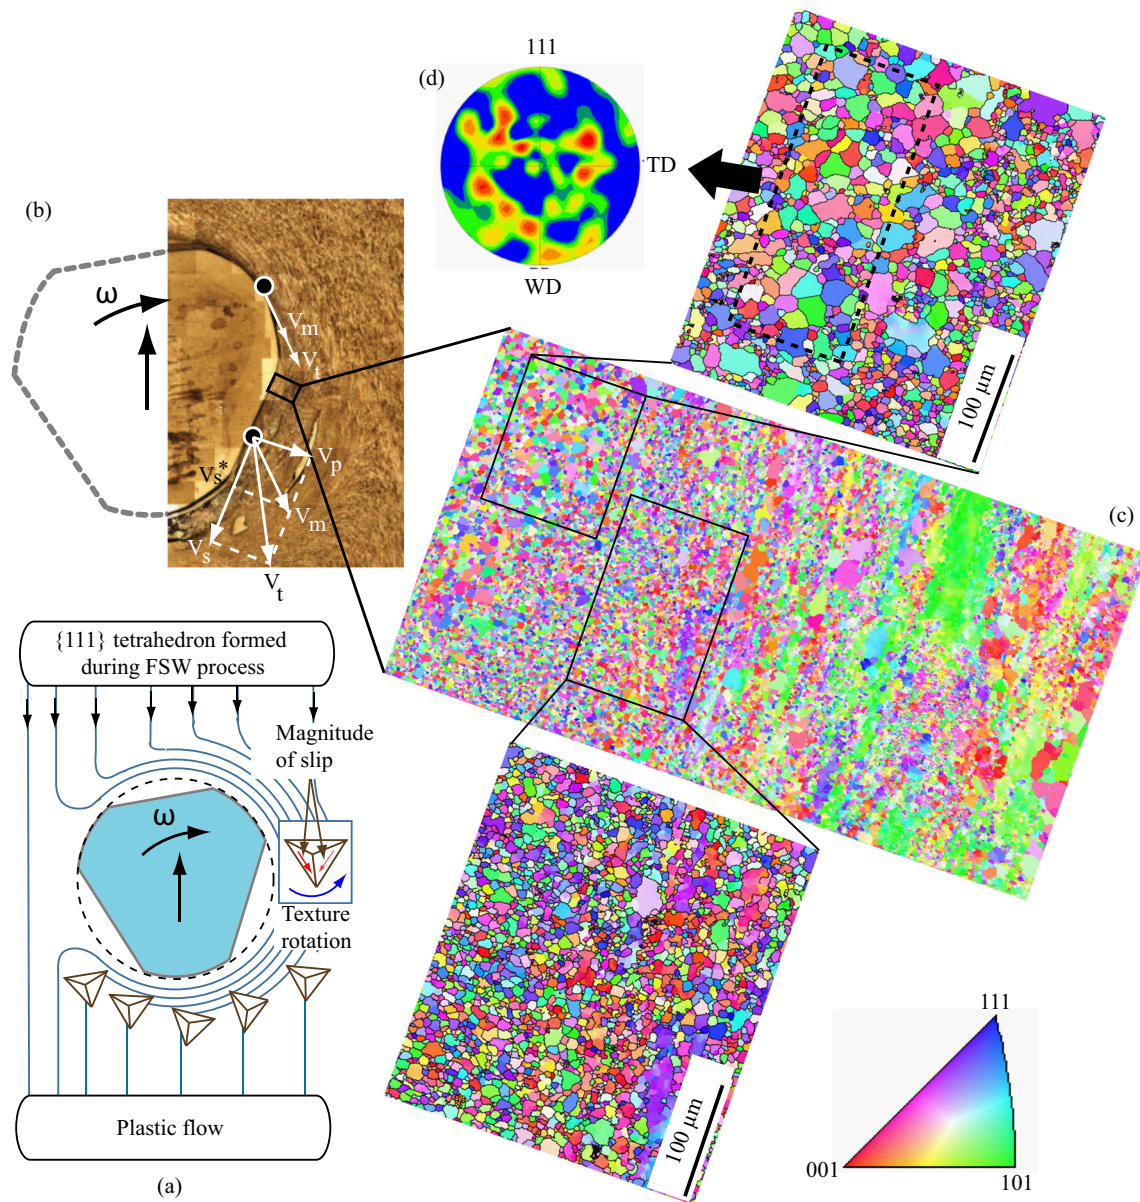 111
(d)
TD
WD
(b)
ω
V_m
V_t
V_s*
V_p
V_m
V_s
V_t
100 μm
(c)
{111} tetrahedron formed
during FSW process
Magnitude
of slip
ω
Texture
rotation
Plastic flow
(a)
100 μm
111
001
101